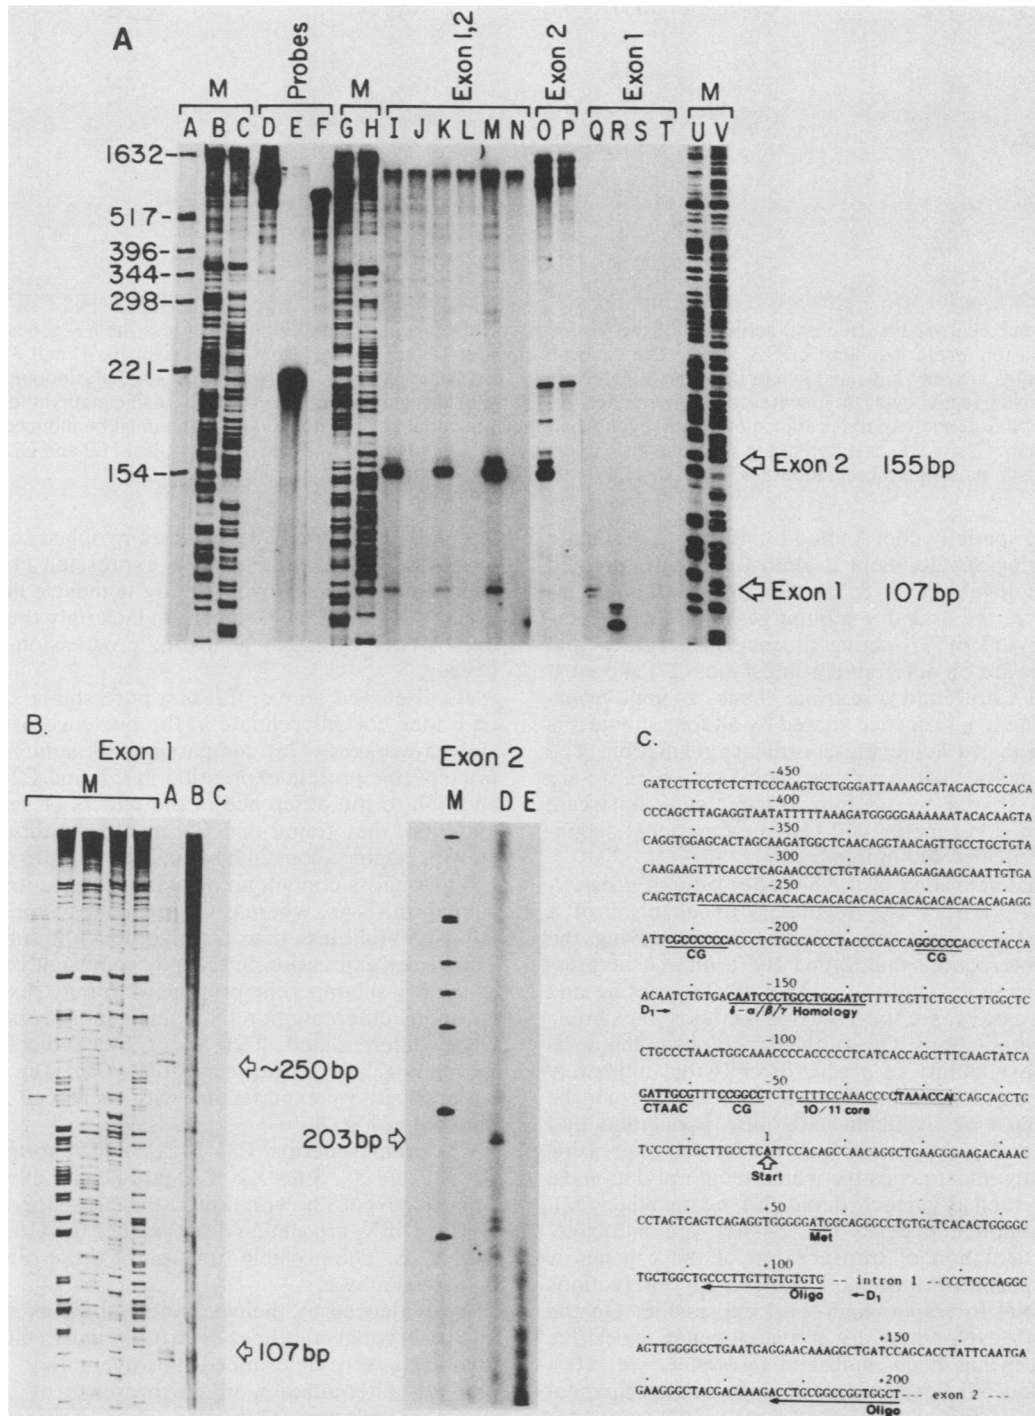 A
M
Probes
M
Exon 1,2
Exon 2
Exon 1
M
A B C D E F G H I J K L M N O P Q R S T U V
1632
517
396
344
298
221
154
Exon 2 155bp
Exon 1 107bp
B.
Exon 1
M
A B C
~250bp
107bp
Exon 2
M D E
203bp
C.
-450
GATCCTTCCTCTCTTCCCAAGTGCTGGGATTAAAAGCATACACTGCCACA
-400
CCCAGCTTAGAGGTAATATTTTTAAAGATGGGGGAAAAAATACACAAGTA
-350
CAGGTGGAGCACTAGCAAGATGGCTCAACAGGTAACAGTTGCCTGCTGTA
-300
CAAGAAGTTTCACCTCAGAACCCTCTGTAGAAAGAGAGAAGCAATTGTGA
-250
CAGGTGTACACACACACACACACACACACACACACACACACACACAGAGG
-200
ATTCGCCCCCCACCCTCTGCCACCCTACCCCACCAGGCCCCACCCTACCA
CG
CG
-150
ACAATCTGTGACAATCCCTGCCTGGGATCTTTTCGTTCTGCCCTTGGCTC
D1→
δ-α/β/γ Homology
-100
CTGCCCTAACTGGCAAACCCCACCCCCTCATCACCAGCTTTCAAGTATCA
-50
GATTGCGTTTCCGGCCTCTTCTTTCCAAACCCCTAAACCACCAGCACCTG
CTAAC
CG
10/11 core
1
TCCCCTTGCTTGCCTCATTCCACAGCCAACAGGCTGAAGGGAAGACAAAC
Start
+50
CCTAGTCAGTCAGAGGTGGGGGATGGCAGGGCCTGTGCTCACACTGGGGC
Met
+100
TGCTGGCTGCCCTTGTTGTGTGTG -- intron 1 --CCCTCCCAGGC
Oligo
←D1
+150
AGTTGGGGCCTGAATGAGGAACAAAGGCTGATCCAGCACCTATTCAATGA
+200
GAAGGGCTACGACAAAGACCTGCGGCCGGTGGCT--- exon 2 ---
Oligo